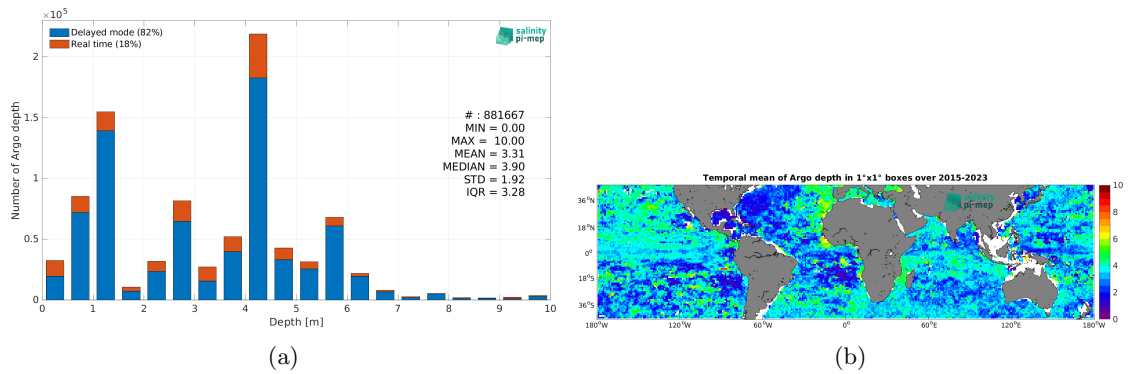 ×10⁵
Delayed mode (82%)
Real time (18%)
salinity
pi-mep
2
1.5
1
0.5
0
Number of Argo depth
# : 881667
MIN = 0.00
MAX = 10.00
MEAN = 3.31
MEDIAN = 3.90
STD = 1.92
IQR = 3.28
0 1 2 3 4 5 6 7 8 9 10
Depth [m]
(a)
Temporal mean of Argo depth in 1°x1° boxes over 2015-2023
salinity
pi-mep
36°N
18°N
0°
18°S
36°S
180°W 120°W 60°W 0° 60°E 120°E 180°W
10
8
6
4
2
0
(b)